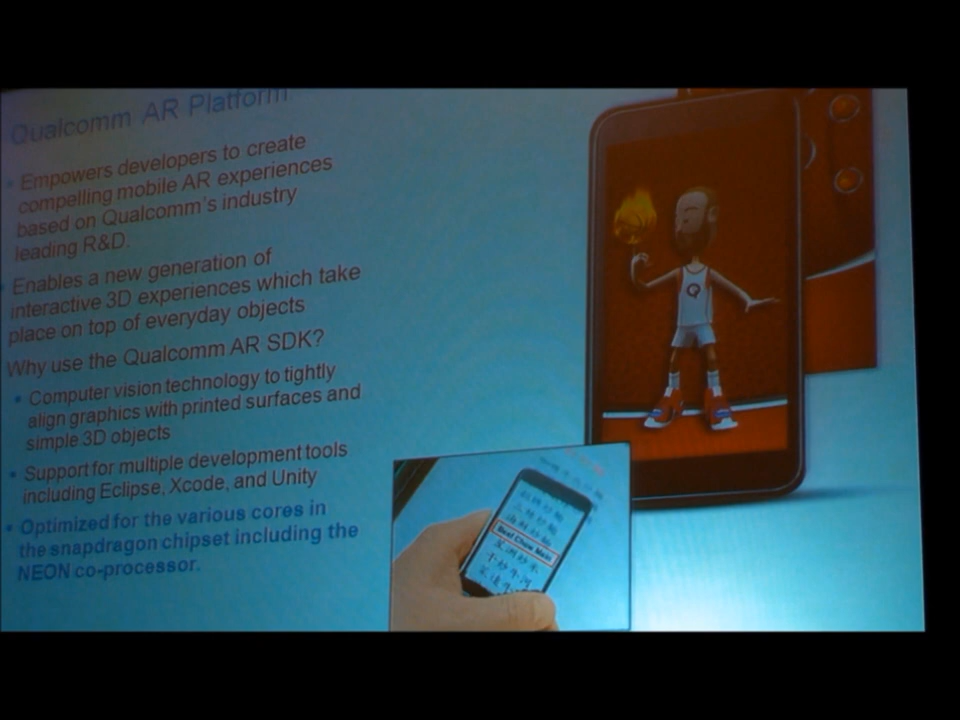 Qualcomm AR Platform
Empowers developers to create
compelling mobile AR experiences
based on Qualcomm's industry
leading R&D.
Enables a new generation of
interactive 3D experiences which take
place on top of everyday objects
Why use the Qualcomm AR SDK?
Computer vision technology to tightly
align graphics with printed surfaces and
simple 3D objects
Support for multiple development tools
including Eclipse, Xcode, and Unity
Optimized for the various cores in
the snapdragon chipset including the
NEON co-processor.
Beef Chow Mein